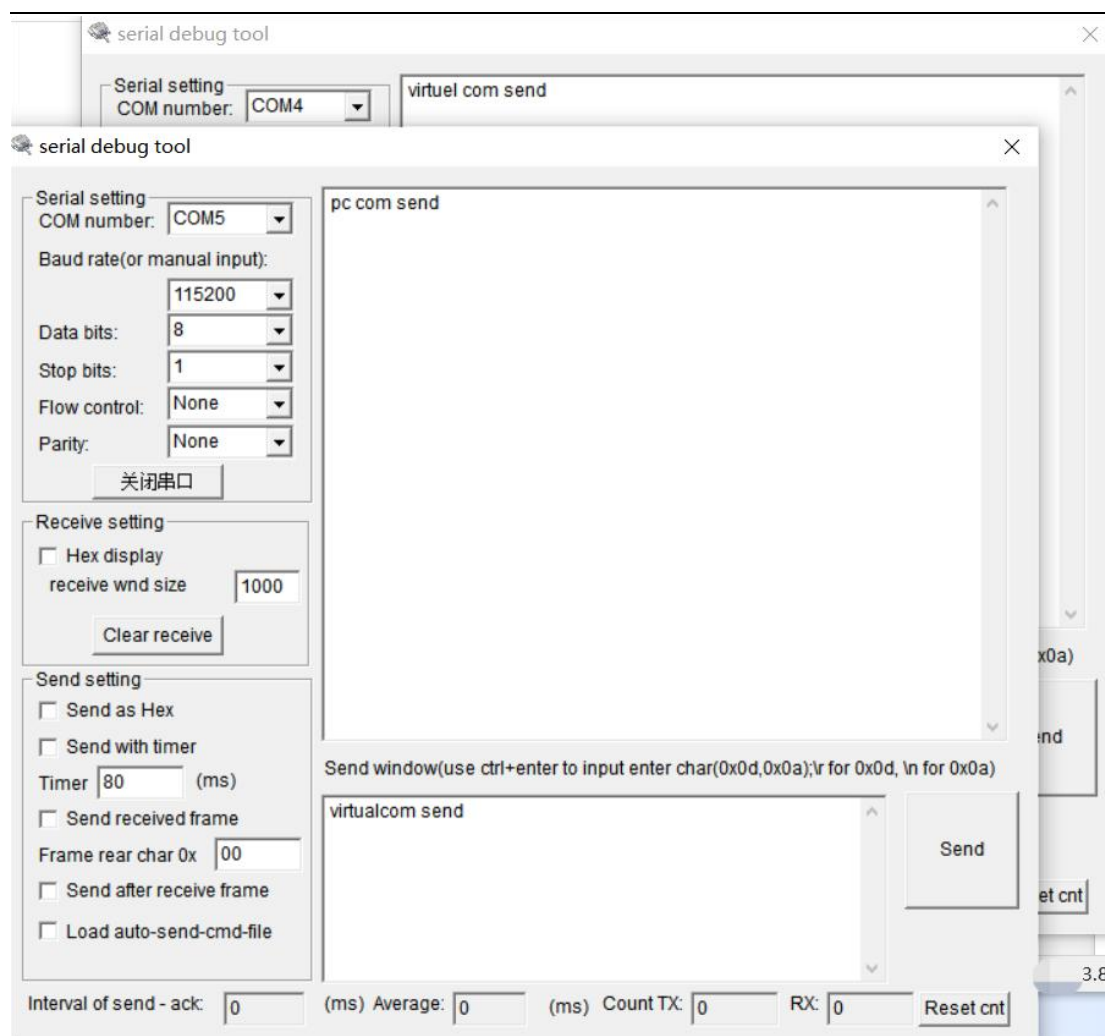 serial debug tool
Serial setting
COM number: COM4
virtuel com send
serial debug tool
Serial setting
COM number: COM5
Baud rate(or manual input):
115200
Data bits: 8
Stop bits: 1
Flow control: None
Parity: None
关闭串口
Receive setting
Hex display
receive wnd size 1000
Clear receive
Send setting
Send as Hex
Send with timer
Timer 80 (ms)
Send received frame
Frame rear char 0x 00
Send after receive frame
Load auto-send-cmd-file
pc com send
Send window(use ctrl+enter to input enter char(0x0d,0x0a);\r for 0x0d, \n for 0x0a)
virtualcom send
Send
Interval of send - ack: 0 (ms) Average: 0 (ms) Count TX: 0 RX: 0 Reset cnt
x0a)
end
et cnt
3.8